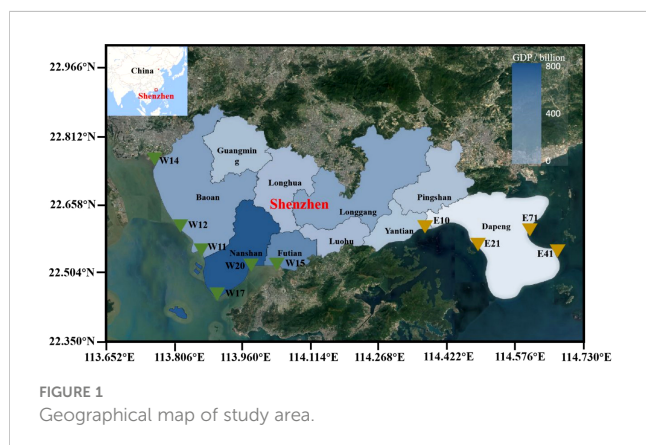 22.966°N
22.812°N
22.658°N
22.504°N
22.350°N
113.652°E 113.806°E 113.960°E 114.114°E 114.268°E 114.422°E 114.576°E 114.730°E
China
Shenzhen
GDP / billion
800
400
0
W14
Guangmin
g
Longhua
Baoan
Shenzhen
Pingshan
Longgang
W12
E10
Dapeng
E71
Yantian
Luohu
W11
Nanshan
Futian
E21
E41
W20
W15
W17
FIGURE 1
Geographical map of study area.